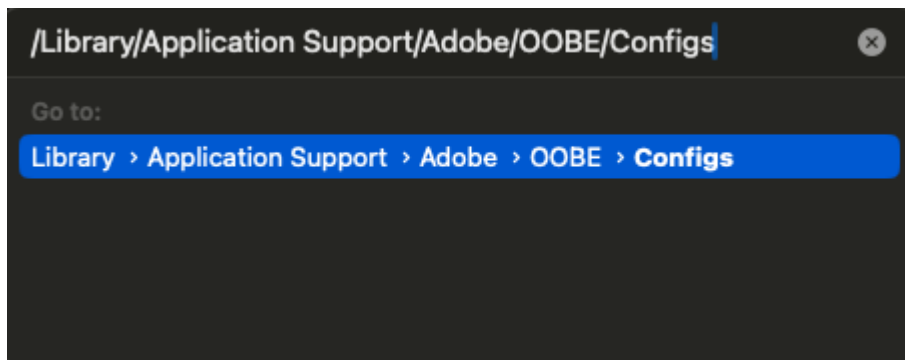 /Library/Application Support/Adobe/OOBE/Configs
Go to:
Library › Application Support › Adobe › OOBE › Configs